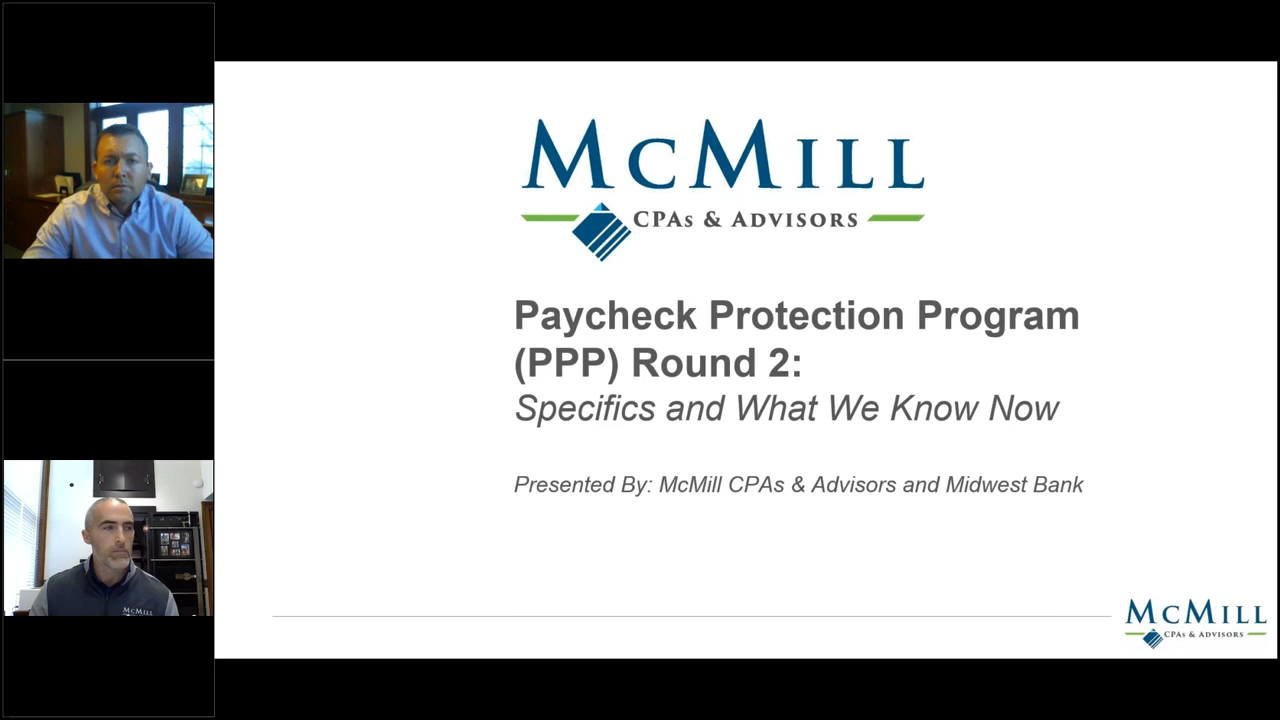 McMILL
CPAs & ADVISORS
Paycheck Protection Program
(PPP) Round 2:
Specifics and What We Know Now
Presented By: McMill CPAs & Advisors and Midwest Bank
McMILL
CPAs & ADVISORS
McMILL